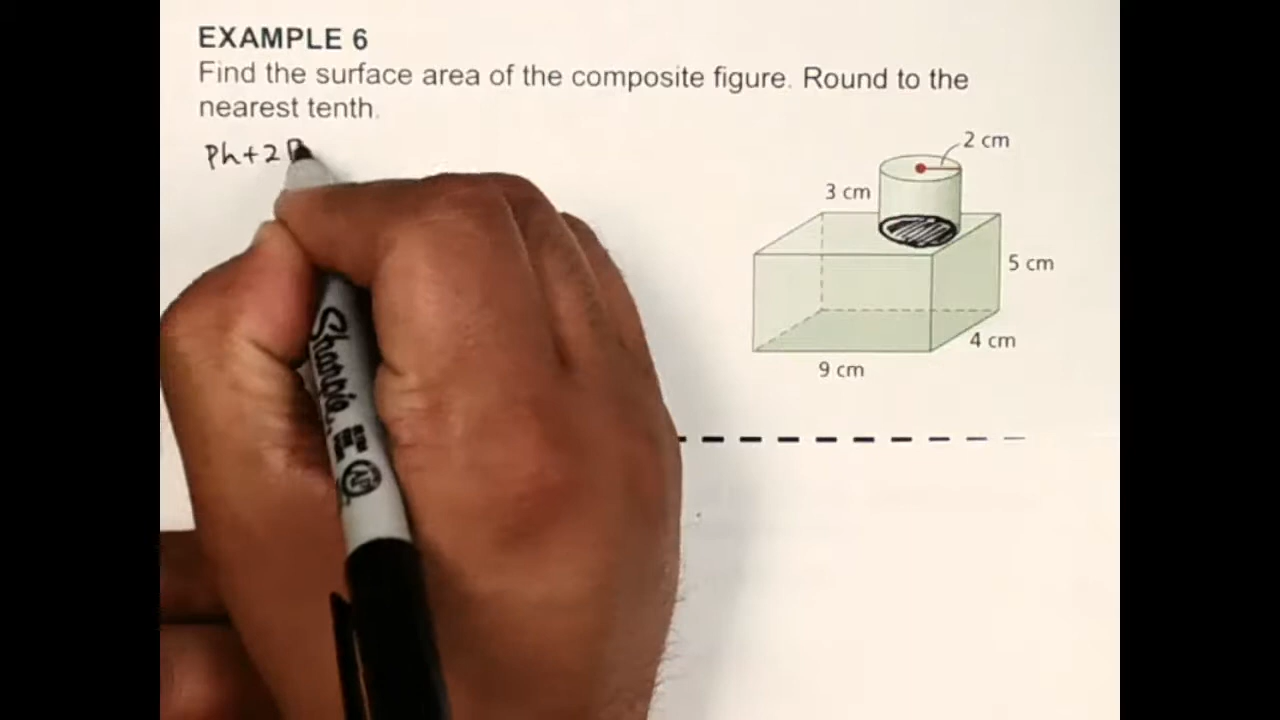 EXAMPLE 6
Find the surface area of the composite figure. Round to the
nearest tenth.
Ph+2
2 cm
3 cm
5 cm
4 cm
9 cm
Sharpie